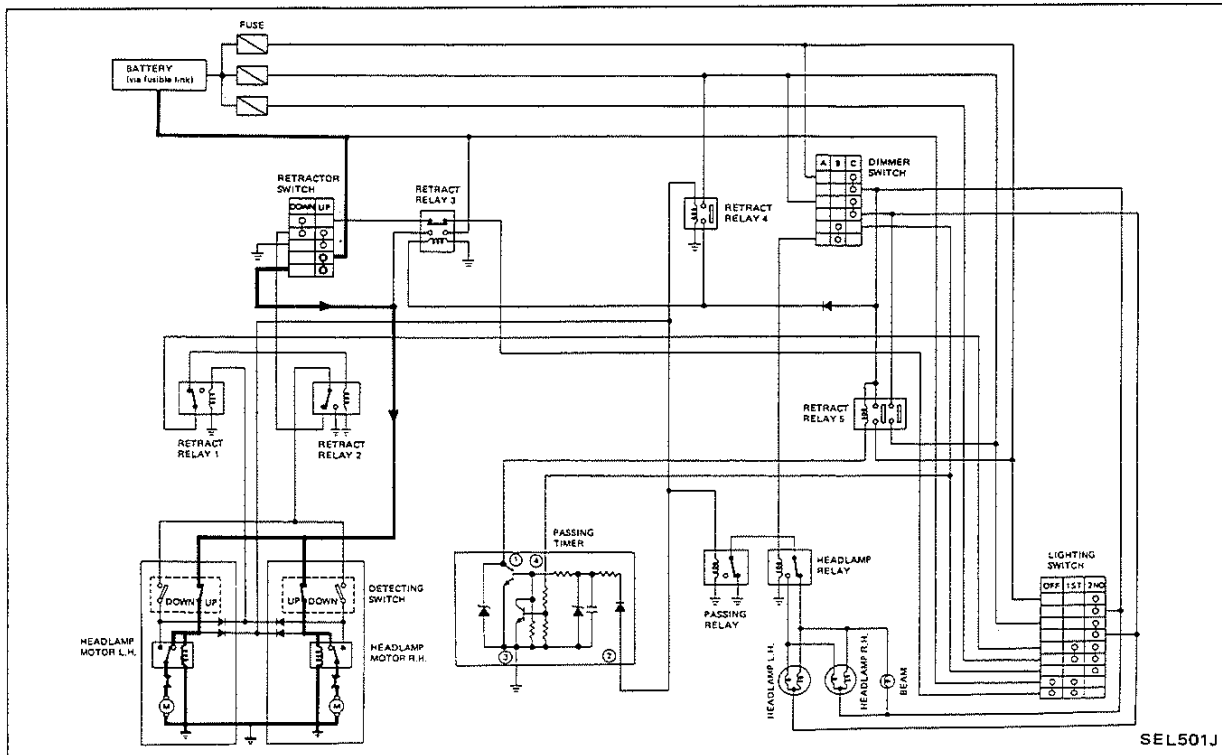 FUSE
BATTERY
(via fusible link)
RETRACTOR
SWITCH
DOWN UP
RETRACT
RELAY 3
RETRACT
RELAY 4
A B C
DIMMER
SWITCH
RETRACT
RELAY 1
RETRACT
RELAY 2
RETRACT
RELAY 5
PASSING
TIMER
① ④
③ ②
PASSING
RELAY
HEADLAMP
RELAY
LIGHTING
SWITCH
OFF 1ST 2ND
DOWN UP
UP DOWN
DETECTING
SWITCH
HEADLAMP
MOTOR L.H.
HEADLAMP
MOTOR R.H.
M
M
HEADLAMP L.H.
HEADLAMP R.H.
BEAM
SEL501J